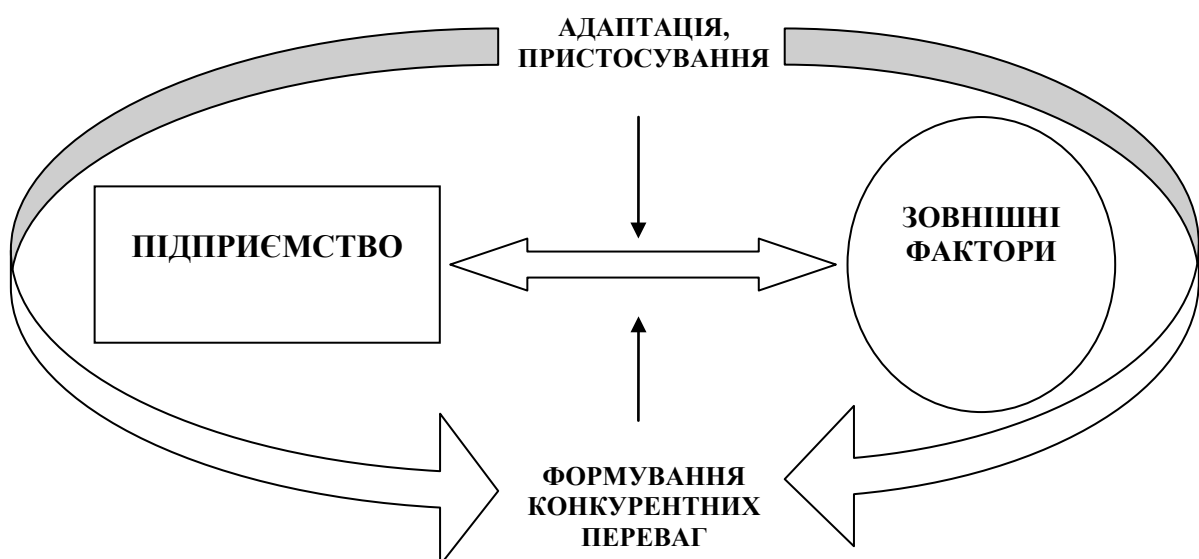 АДАПТАЦІЯ,
ПРИСТОСУВАННЯ
ПІДПРИЄМСТВО
ЗОВНІШНІ
ФАКТОРИ
ФОРМУВАННЯ
КОНКУРЕНТНИХ
ПЕРЕВАГ